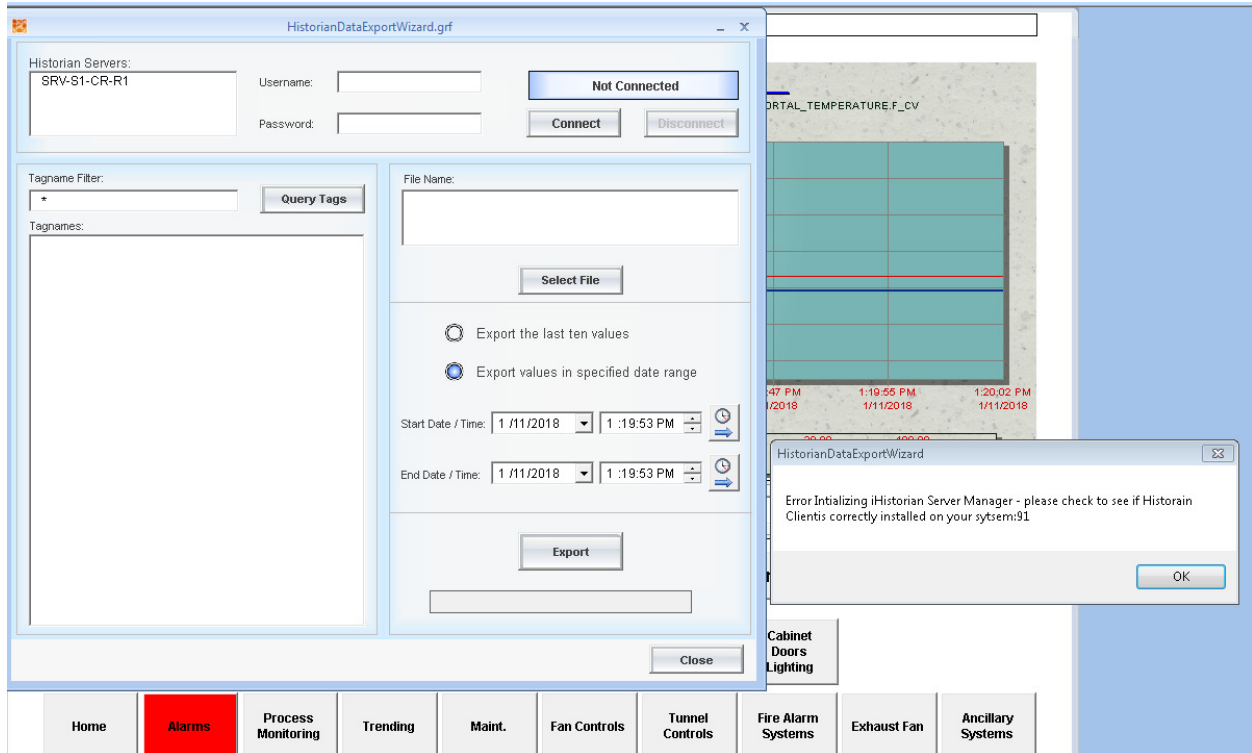 HistorianDataExportWizard.grf
Historian Servers:
SRV-S1-CR-R1
Username:
Not Connected
Password:
Connect
Disconnect
Tagname Filter:
*
Query Tags
Tagnames:
File Name:
Select File
Export the last ten values
Export values in specified date range
Start Date / Time:
1 /11/2018
1 :19:53 PM
End Date / Time:
1 /11/2018
1 :19:53 PM
Export
Close
ORTAL_TEMPERATURE.F_CV
:47 PM
1/2018
1:19:55 PM
1/11/2018
1:20:02 PM
1/11/2018
HistorianDataExportWizard
Error Intializing iHistorian Server Manager - please check to see if Historain
Clientis correctly installed on your sytsem:91
OK
Cabinet
Doors
Lighting
Home
Alarms
Process
Monitoring
Trending
Maint.
Fan Controls
Tunnel
Controls
Fire Alarm
Systems
Exhaust Fan
Ancillary
Systems